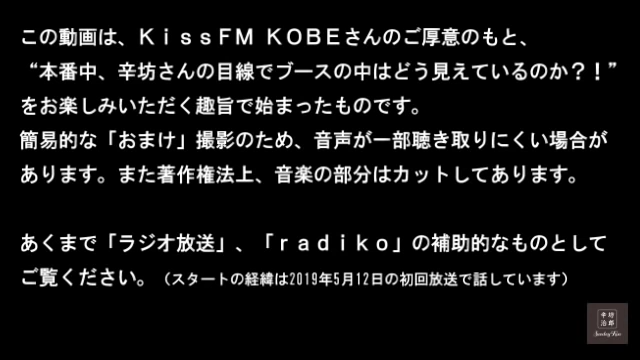 この動画は、ＫｉｓｓＦＭ ＫＯＢＥさんのご厚意のもと、
“本番中、辛坊さんの目線でブースの中はどう見えているのか？！”
をお楽しみいただく趣旨で始まったものです。
簡易的な「おまけ」撮影のため、音声が一部聴き取りにくい場合が
あります。また著作権法上、音楽の部分はカットしてあります。
あくまで「ラジオ放送」、「ｒａｄｉｋｏ」の補助的なものとして
ご覧ください。（スタートの経緯は2019年5月12日の初回放送で話しています）
辛坊
治郎
Sunday Kiss